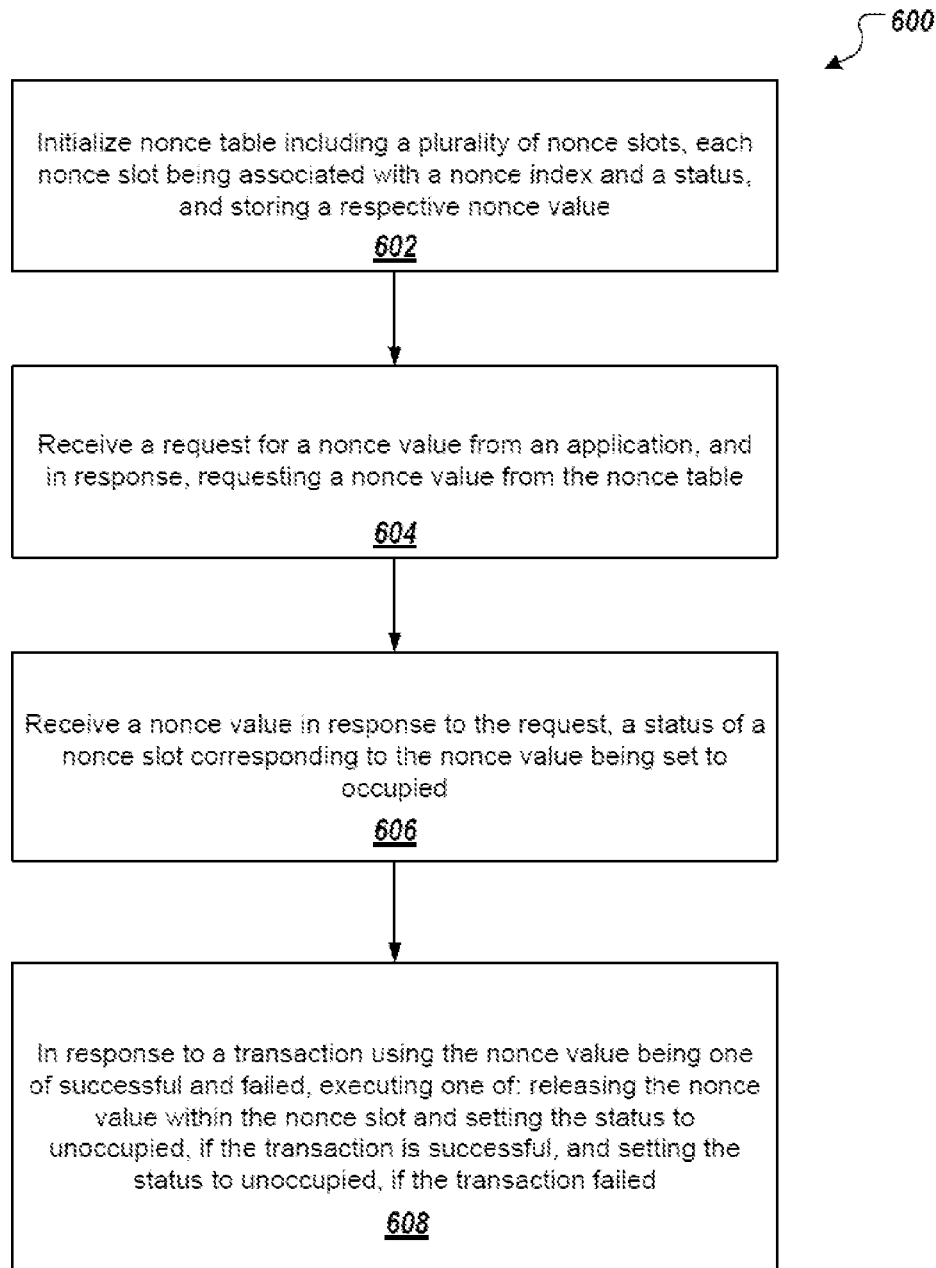 600
Initialize nonce table including a plurality of nonce slots, each
nonce slot being associated with a nonce index and a status,
and storing a respective nonce value
602
Receive a request for a nonce value from an application, and
in response, requesting a nonce value from the nonce table
604
Receive a nonce value in response to the request, a status of a
nonce slot corresponding to the nonce value being set to
occupied
606
In response to a transaction using the nonce value being one
of successful and failed, executing one of: releasing the nonce
value within the nonce slot and setting the status to
unoccupied, if the transaction is successful, and setting the
status to unoccupied, if the transaction failed
608